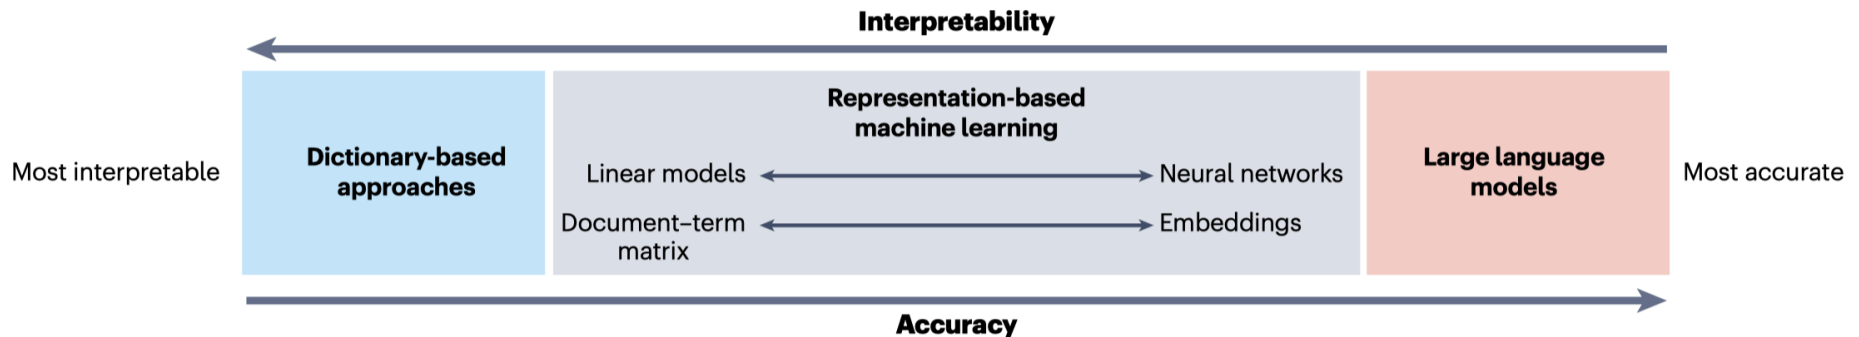 Interpretability
Most interpretable
Dictionary-based
approaches
Representation-based
machine learning
Linear models
Neural networks
Document–term
matrix
Embeddings
Large language
models
Most accurate
Accuracy